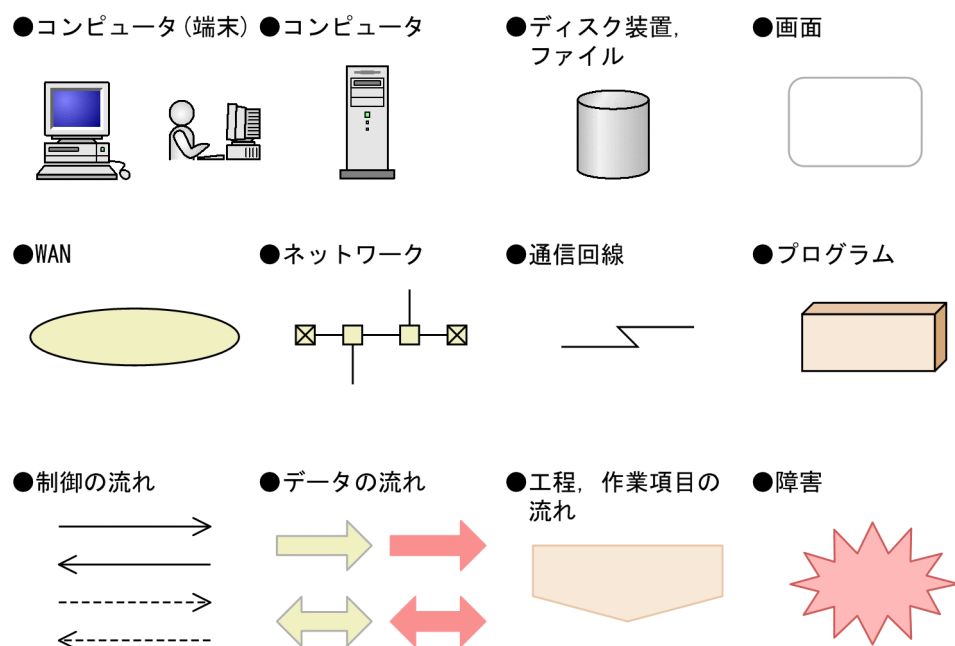 ●コンピュータ(端末)
●コンピュータ
●ディスク装置,
ファイル
●画面
●WAN
●ネットワーク
●通信回線
●プログラム
●制御の流れ
●データの流れ
●工程, 作業項目の
流れ
●障害